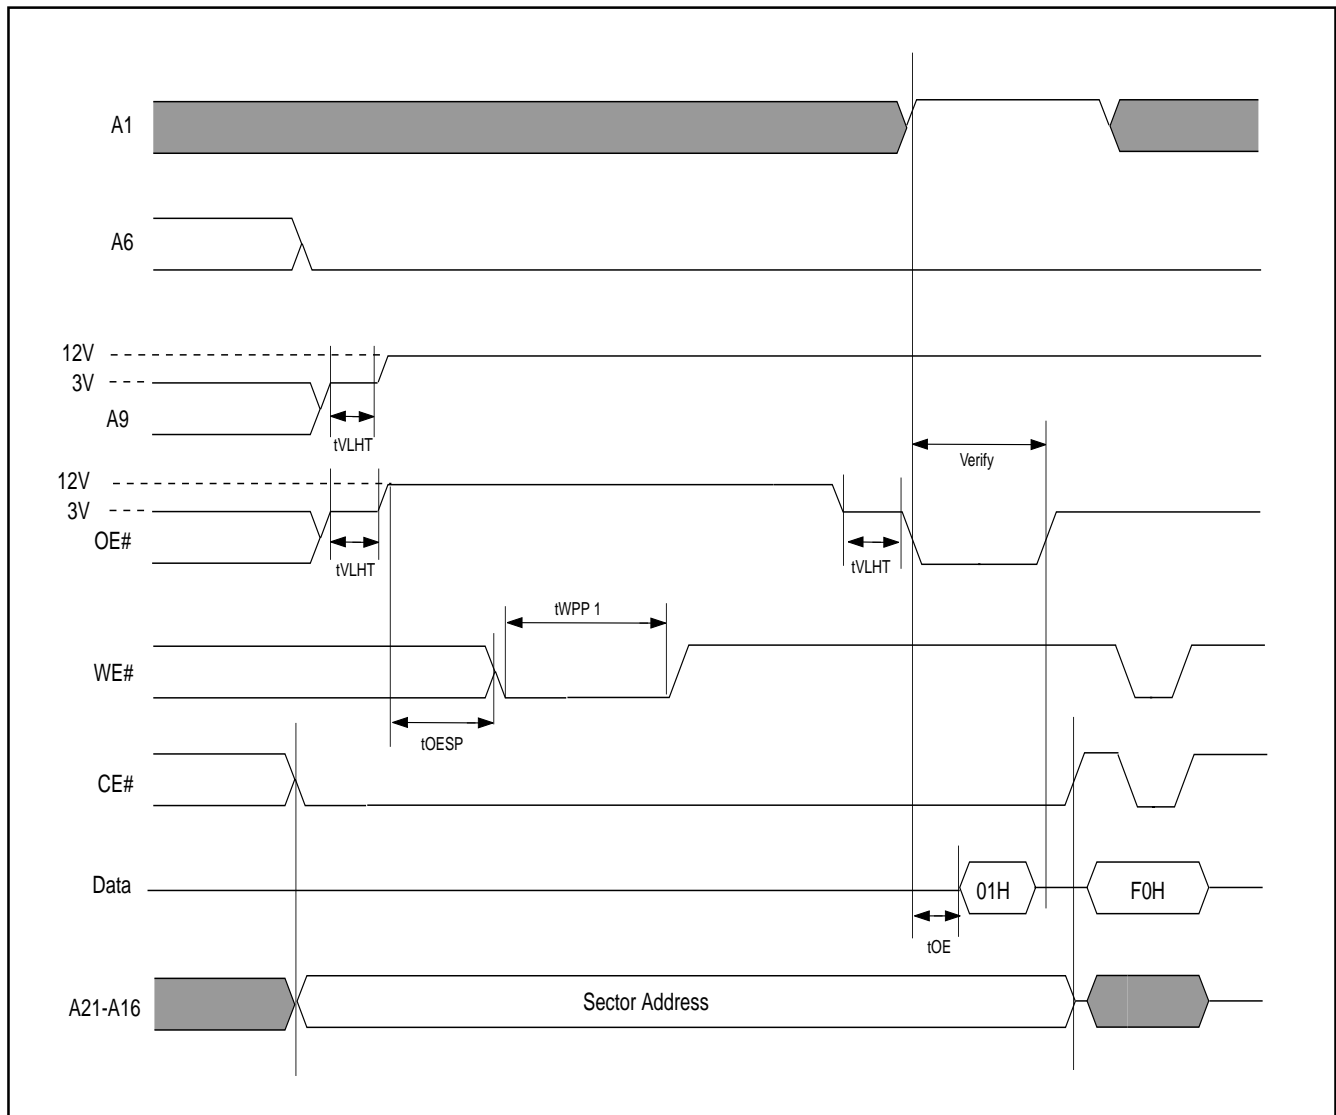 A1
A6
12V
3V
A9
tVLHT
Verify
12V
3V
OE#
tVLHT
tVLHT
tWPP 1
WE#
tOESP
CE#
Data
01H
F0H
tOE
A21-A16
Sector Address